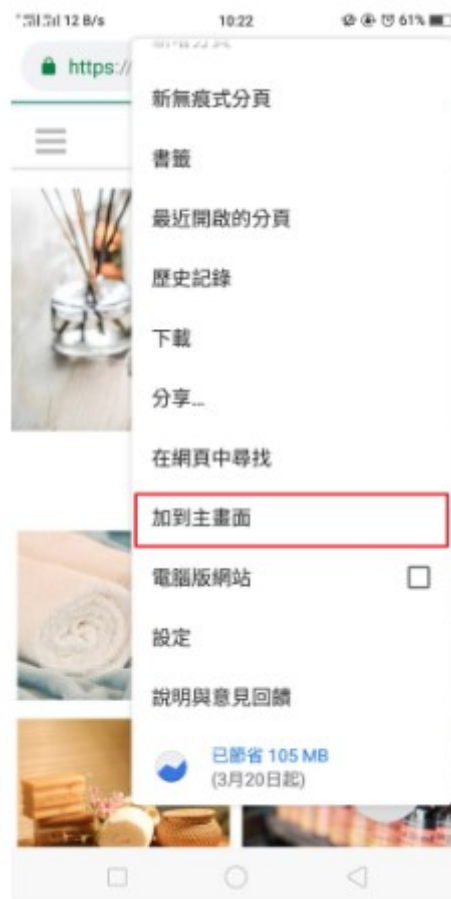 12 B/s 10:22 61%
https://
新無痕式分頁
書籤
最近開啟的分頁
歷史記錄
下載
分享...
在網頁中尋找
加到主畫面
電腦版網站
設定
說明與意見回饋
已節省 105 MB
(3月20日起)